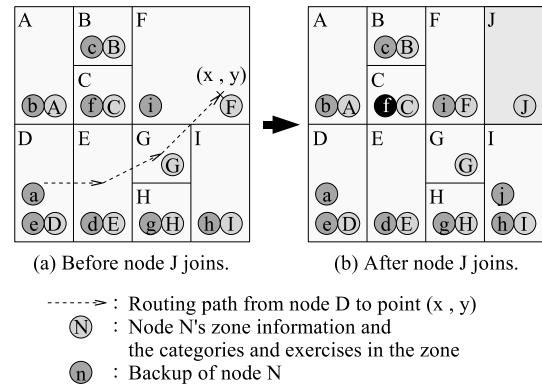 A B F A B F J
c B c B
C (x , y) C
b A f C i F b A f C i F J
D E G I D E G I
G G
a H a H j
e D d E g H h I e D d E g H h I
(a) Before node J joins. (b) After node J joins.
: Routing path from node D to point (x , y)
N : Node N's zone information and
the categories and exercises in the zone
n : Backup of node N